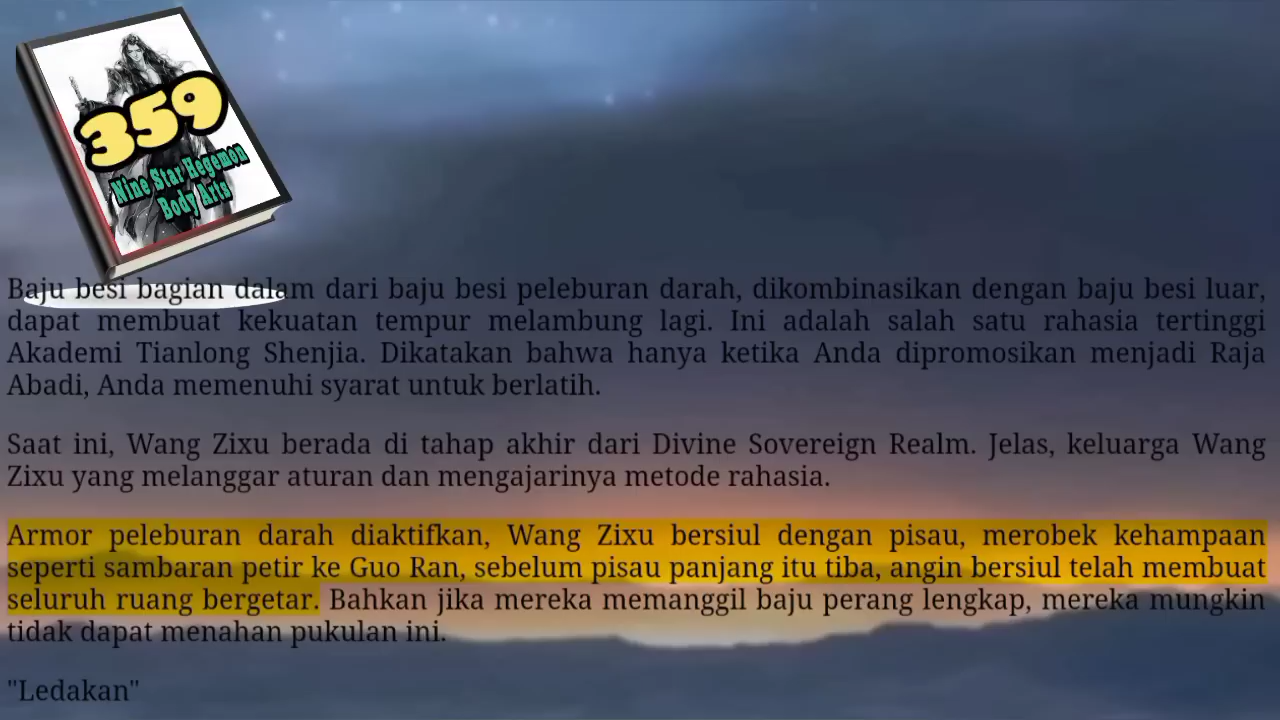 359
Nine Star Hegemon
Body Arts
Baju besi bagian dalam dari baju besi peleburan darah, dikombinasikan dengan baju besi luar,
dapat membuat kekuatan tempur melambung lagi. Ini adalah salah satu rahasia tertinggi
Akademi Tianlong Shenjia. Dikatakan bahwa hanya ketika Anda dipromosikan menjadi Raja
Abadi, Anda memenuhi syarat untuk berlatih.
Saat ini, Wang Zixu berada di tahap akhir dari Divine Sovereign Realm. Jelas, keluarga Wang
Zixu yang melanggar aturan dan mengajarinya metode rahasia.
Armor peleburan darah diaktifkan, Wang Zixu bersiul dengan pisau, merobek kehampaan
seperti sambaran petir ke Guo Ran, sebelum pisau panjang itu tiba, angin bersiul telah membuat
seluruh ruang bergetar. Bahkan jika mereka memanggil baju perang lengkap, mereka mungkin
tidak dapat menahan pukulan ini.
"Ledakan"